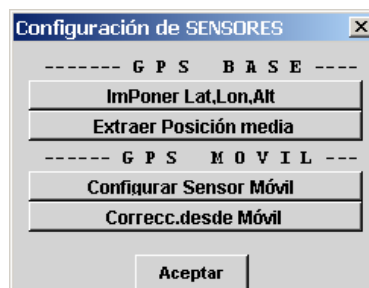 Configuración de SENSORES
------- G P S B A S E ----
ImPoner Lat,Lon,Alt
Extraer Posición media
------ G P S M O V I L ---
Configurar Sensor Móvil
Correcc.desde Móvil
Aceptar